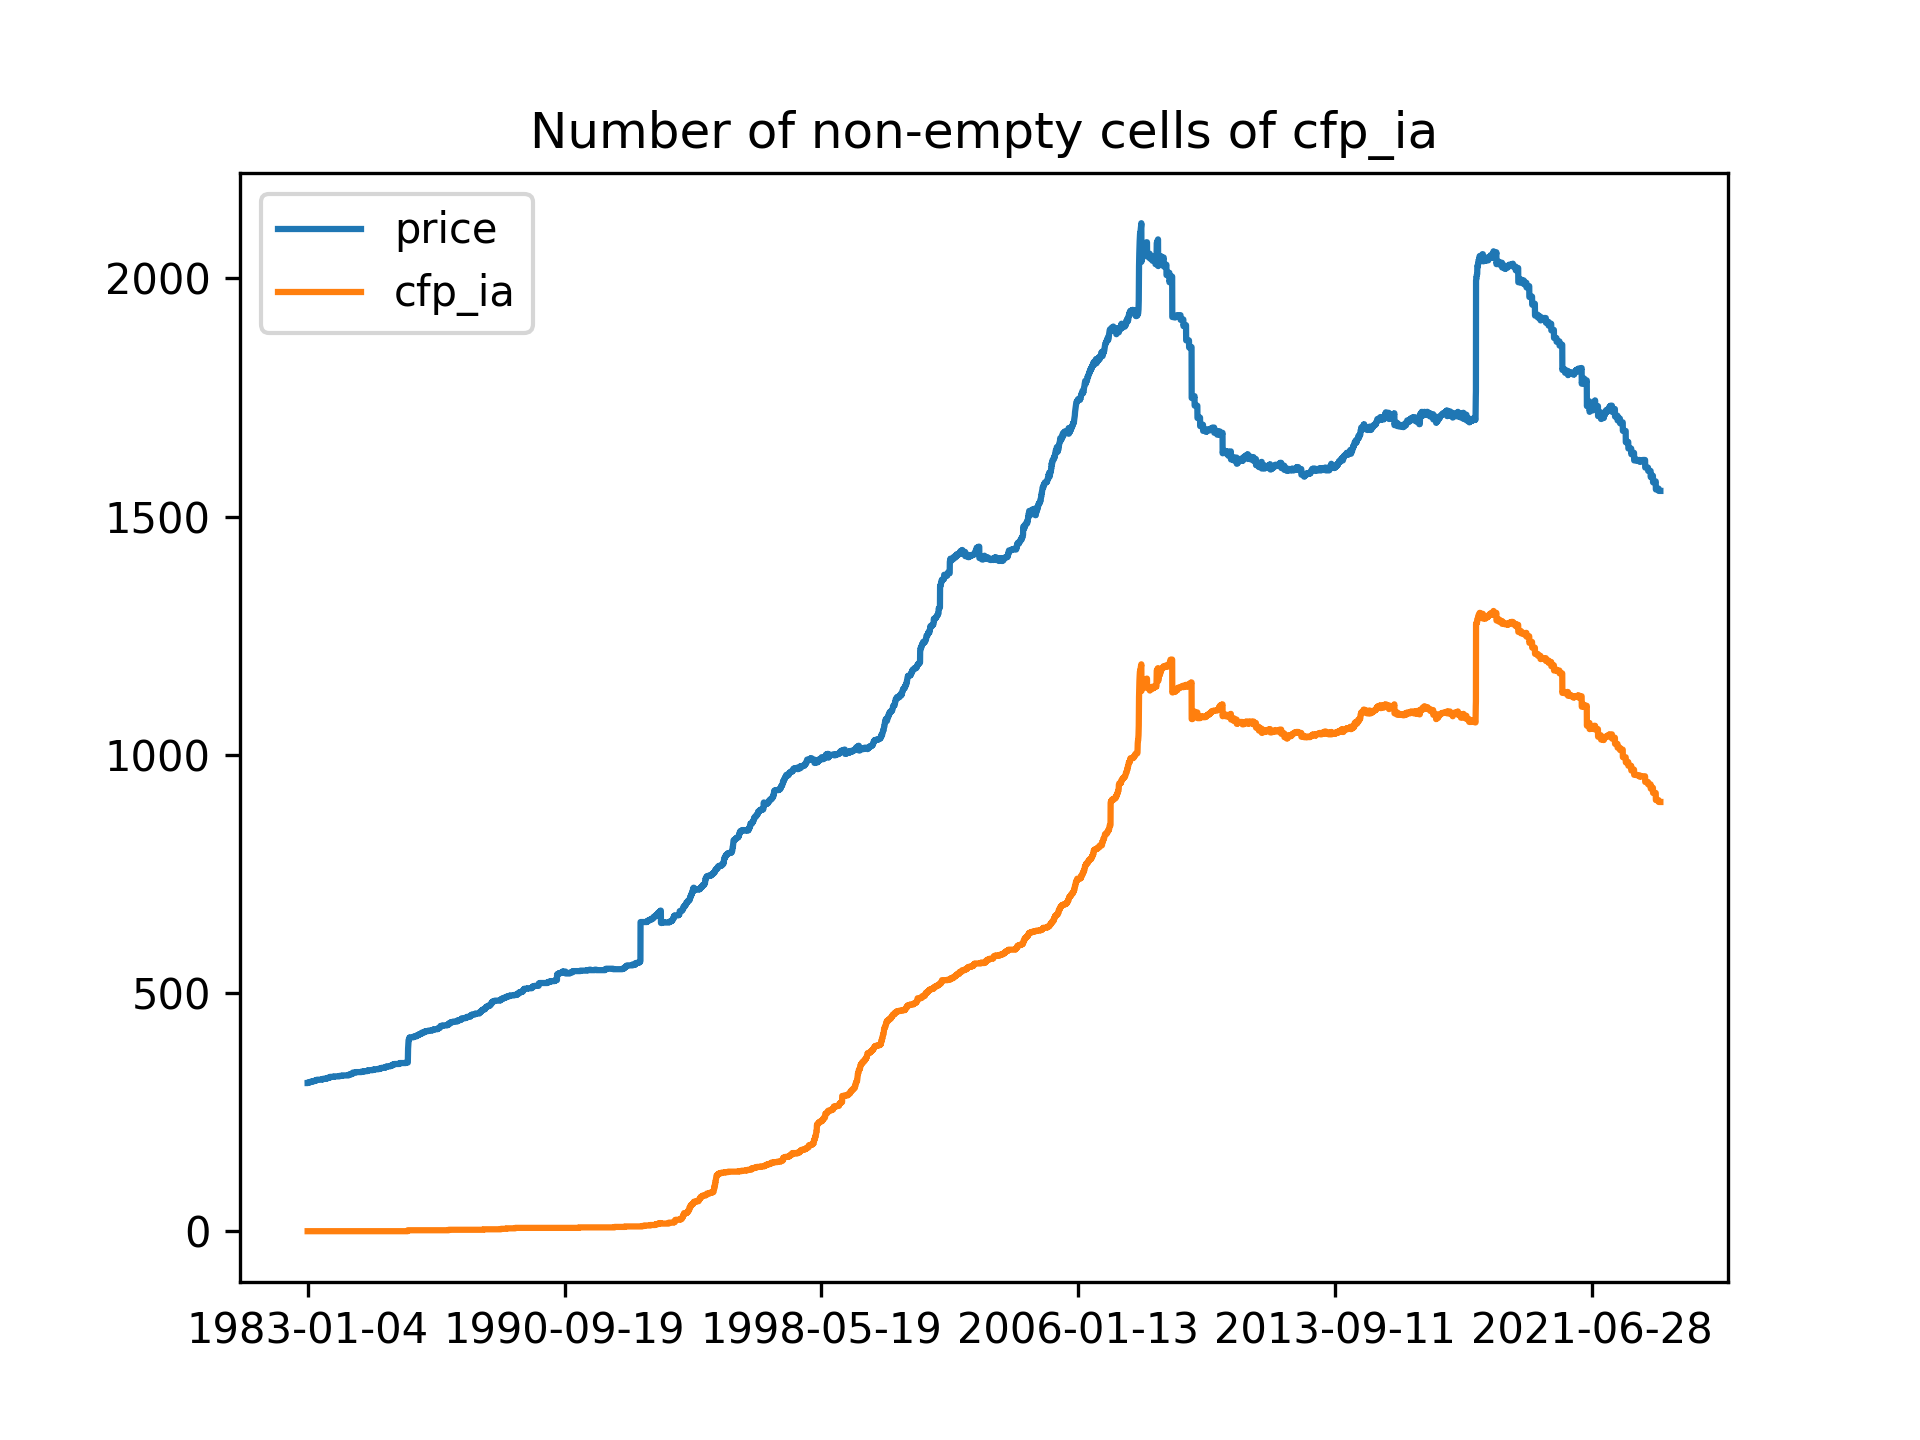 Number of non-empty cells of cfp_ia
price
cfp_ia
2000
1500
1000
500
0
1983-01-04 1990-09-19 1998-05-19 2006-01-13 2013-09-11 2021-06-28